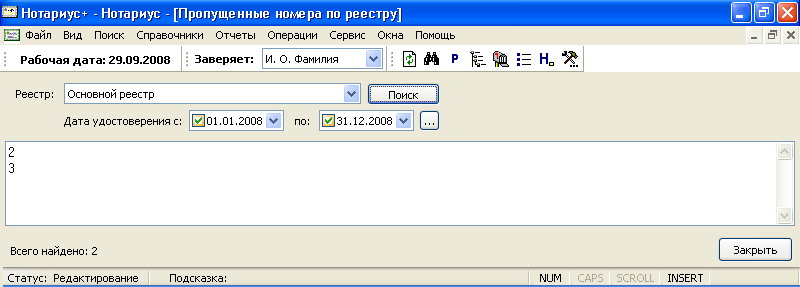 Нотариус+ - Нотариус - [Пропущенные номера по реестру]
Файл Вид Поиск Справочники Отчеты Операции Сервис Окна Помощь
Рабочая дата: 29.09.2008 Заверяет: И. О. Фамилия P H..
Реестр: Основной реестр Поиск
Дата удостоверения с: 01.01.2008 по: 31.12.2008 ...
2
3
Всего найдено: 2 Закрыть
Статус: Редактирование Подсказка: NUM CAPS SCROLL INSERT